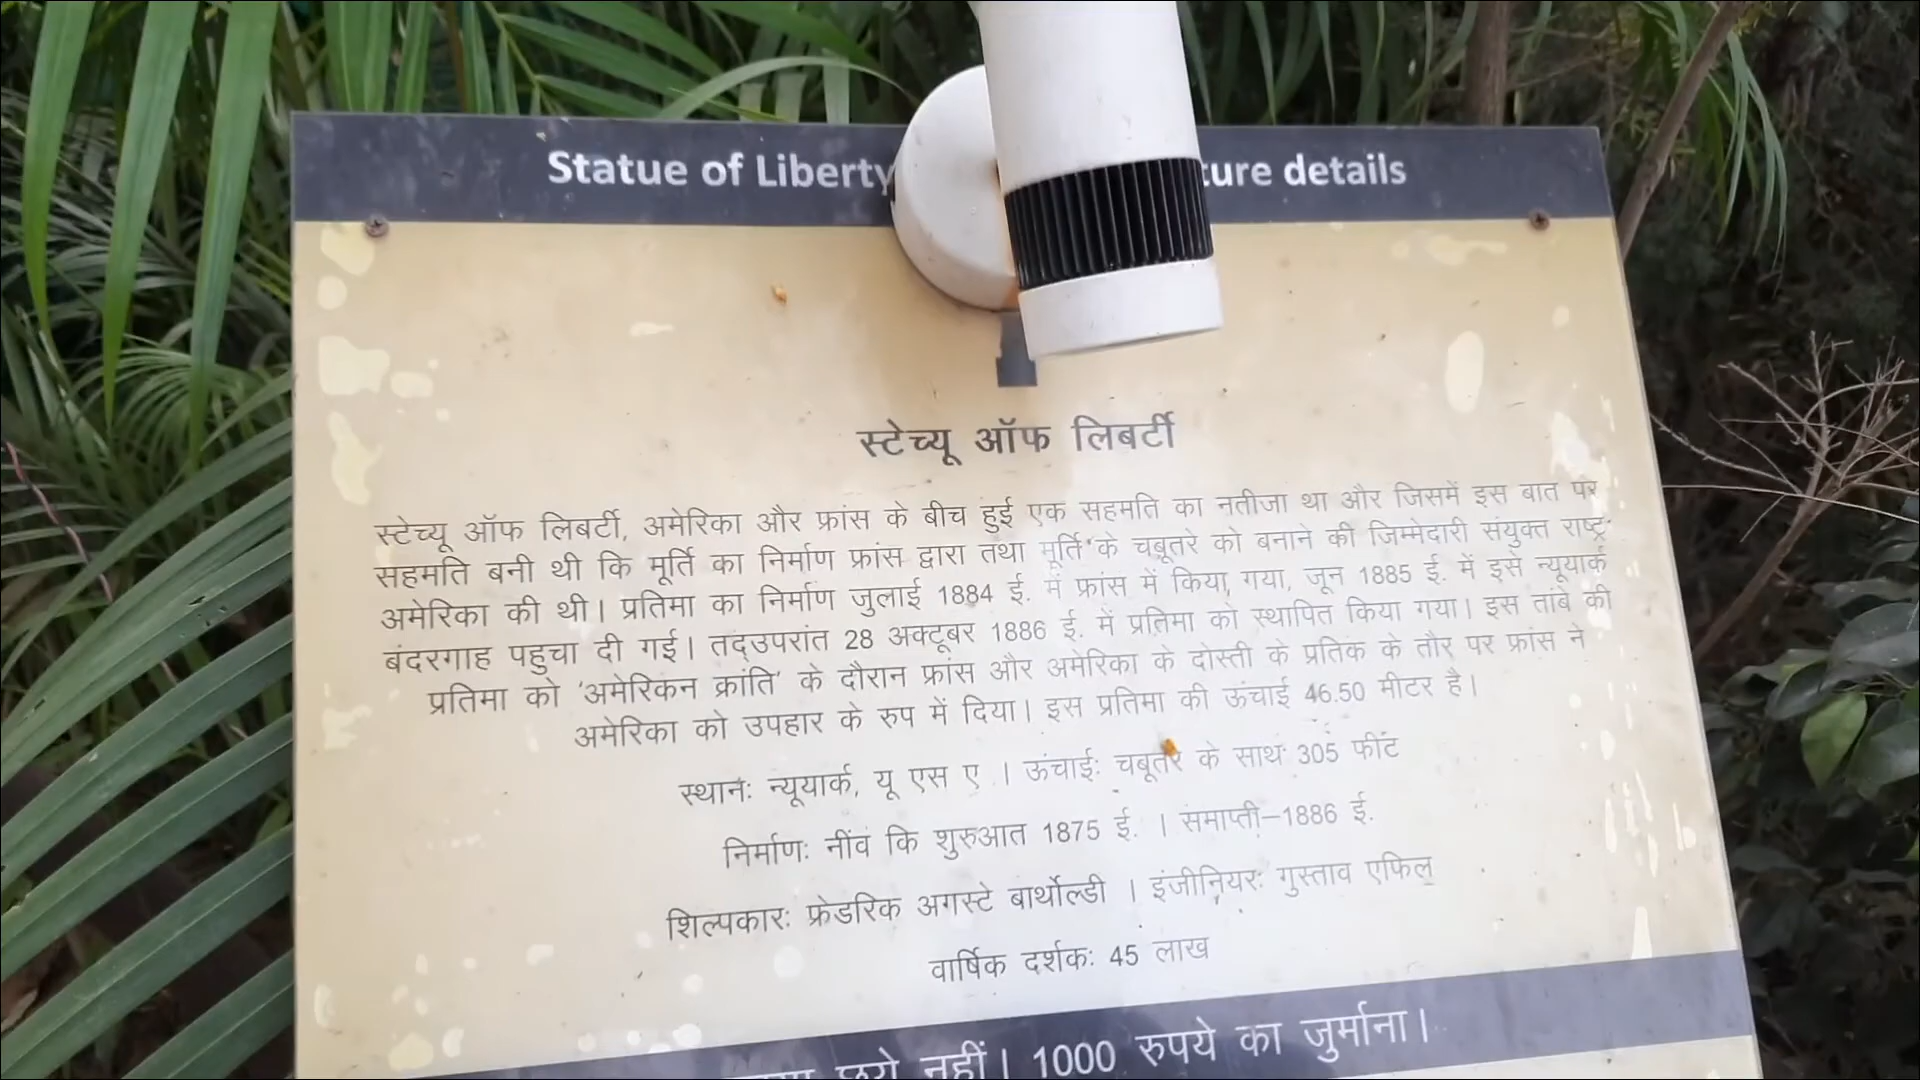 Statue of Liberty details
स्टेच्यू ऑफ लिबर्टी
स्टेच्यू ऑफ लिबर्टी, अमेरिका और फ्रांस के बीच हुई एक सहमति का नतीजा था और जिसमें इस बात पर
सहमति बनी थी कि मूर्ति का निर्माण फ्रांस द्वारा तथा मूर्ति के चबूतरे को बनाने की जिम्मेदारी संयुक्त राष्ट्र
अमेरिका की थी। प्रतिमा का निर्माण जुलाई 1884 ई. में फ्रांस में किया गया, जून 1885 ई. में इसे न्यूयार्क
बंदरगाह पहुचा दी गई। तद्उपरांत 28 अक्टूबर 1886 ई. में प्रतिमा को स्थापित किया गया। इस तांबे की
प्रतिमा को 'अमेरिकन क्रांति' के दौरान फ्रांस और अमेरिका के दोस्ती के प्रतिक के तौर पर फ्रांस ने
अमेरिका को उपहार के रुप में दिया। इस प्रतिमा की ऊंचाई 46.50 मीटर है।
स्थान: न्यूयार्क, यू एस ए . । ऊंचाई: चबूतरे के साथ 305 फीट
निर्माण: नींव कि शुरुआत 1875 ई. । समाप्ती–1886 ई.
शिल्पकार: फ्रेडरिक अगस्टे बार्थोल्डी । इंजीनियर: गुस्ताव एफिल
वार्षिक दर्शक: 45 लाख
नहीं। 1000 रुपये का जुर्माना।